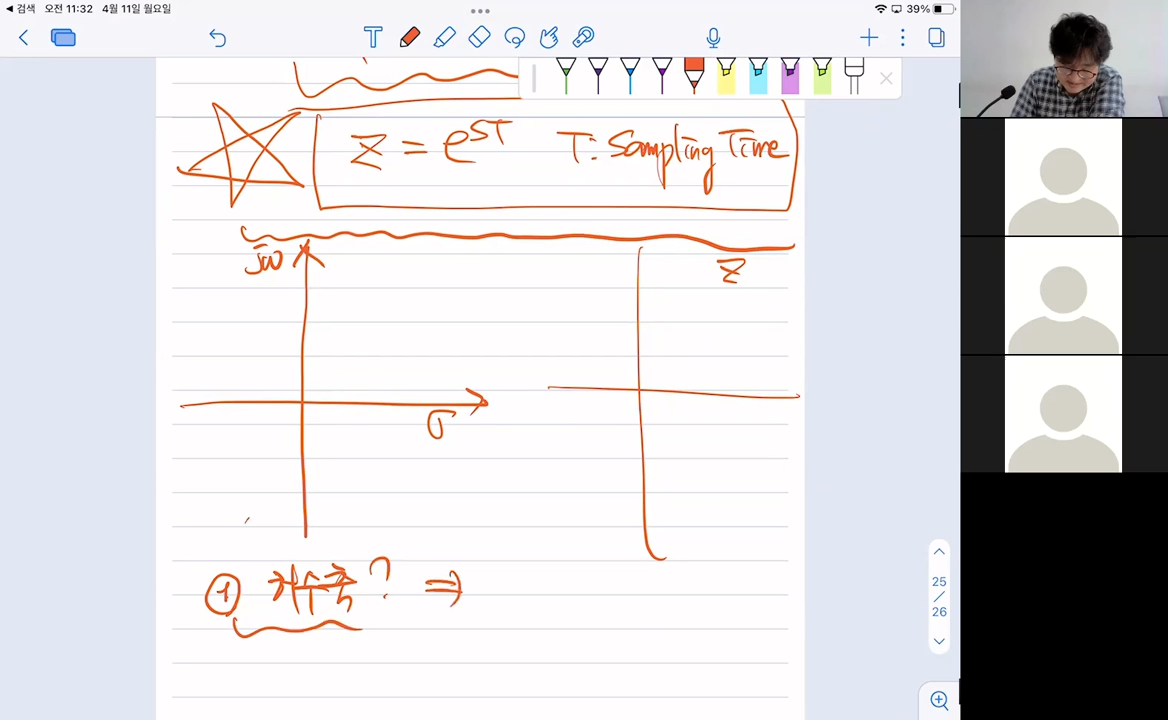 검색 오전 11:32 4월 11일 월요일
39%
T
Z = e^{ST} T: Sampling Time
jω
Z
σ
① 허수축? ⇒
25
/
26